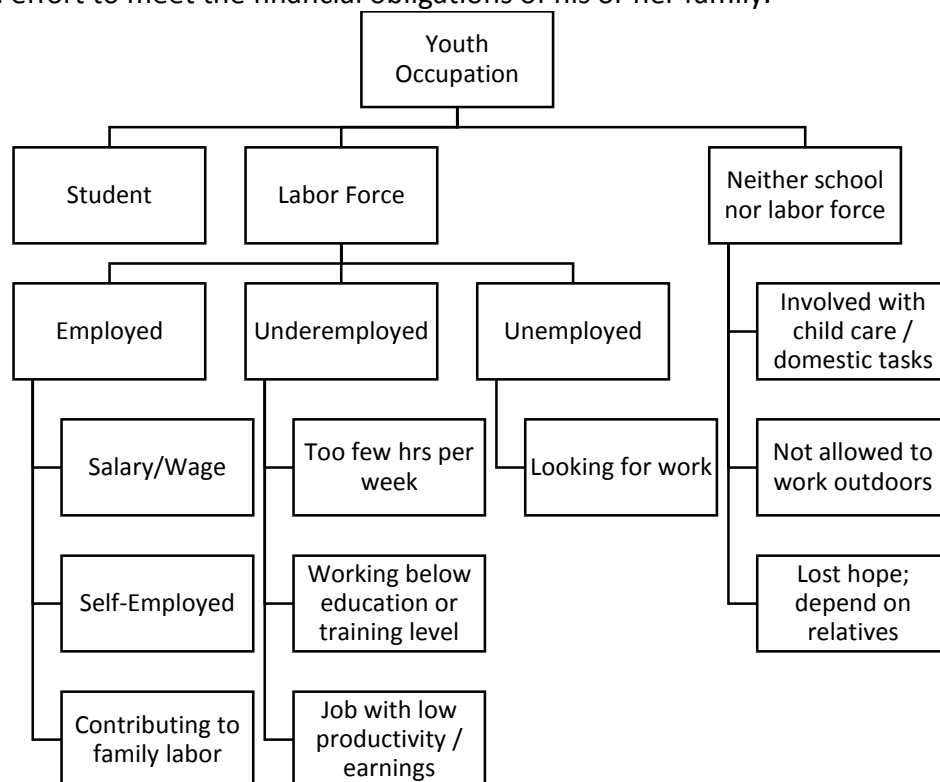 effort to meet the financial obligations of his or her family.
Youth
Occupation
Student
Labor Force
Neither school
nor labor force
Employed
Underemployed
Unemployed
Involved with
child care /
domestic tasks
Salary/Wage
Too few hrs per
week
Looking for work
Not allowed to
work outdoors
Self-Employed
Working below
education or
training level
Lost hope;
depend on
relatives
Contributing to
family labor
Job with low
productivity /
earnings